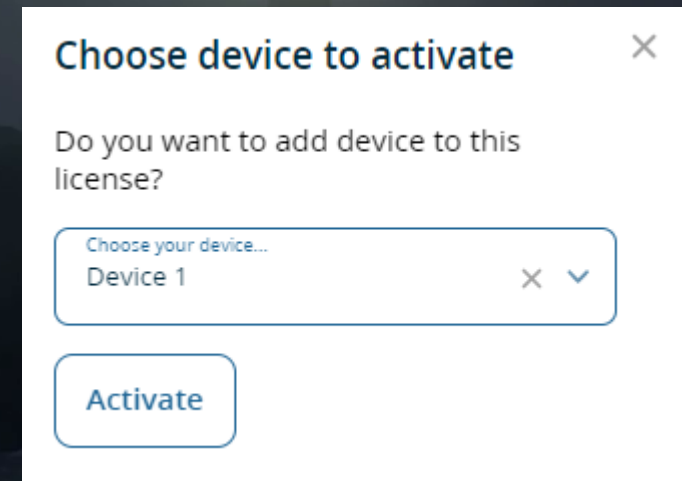 Choose device to activate
Do you want to add device to this
license?
Choose your device...
Device 1
Activate